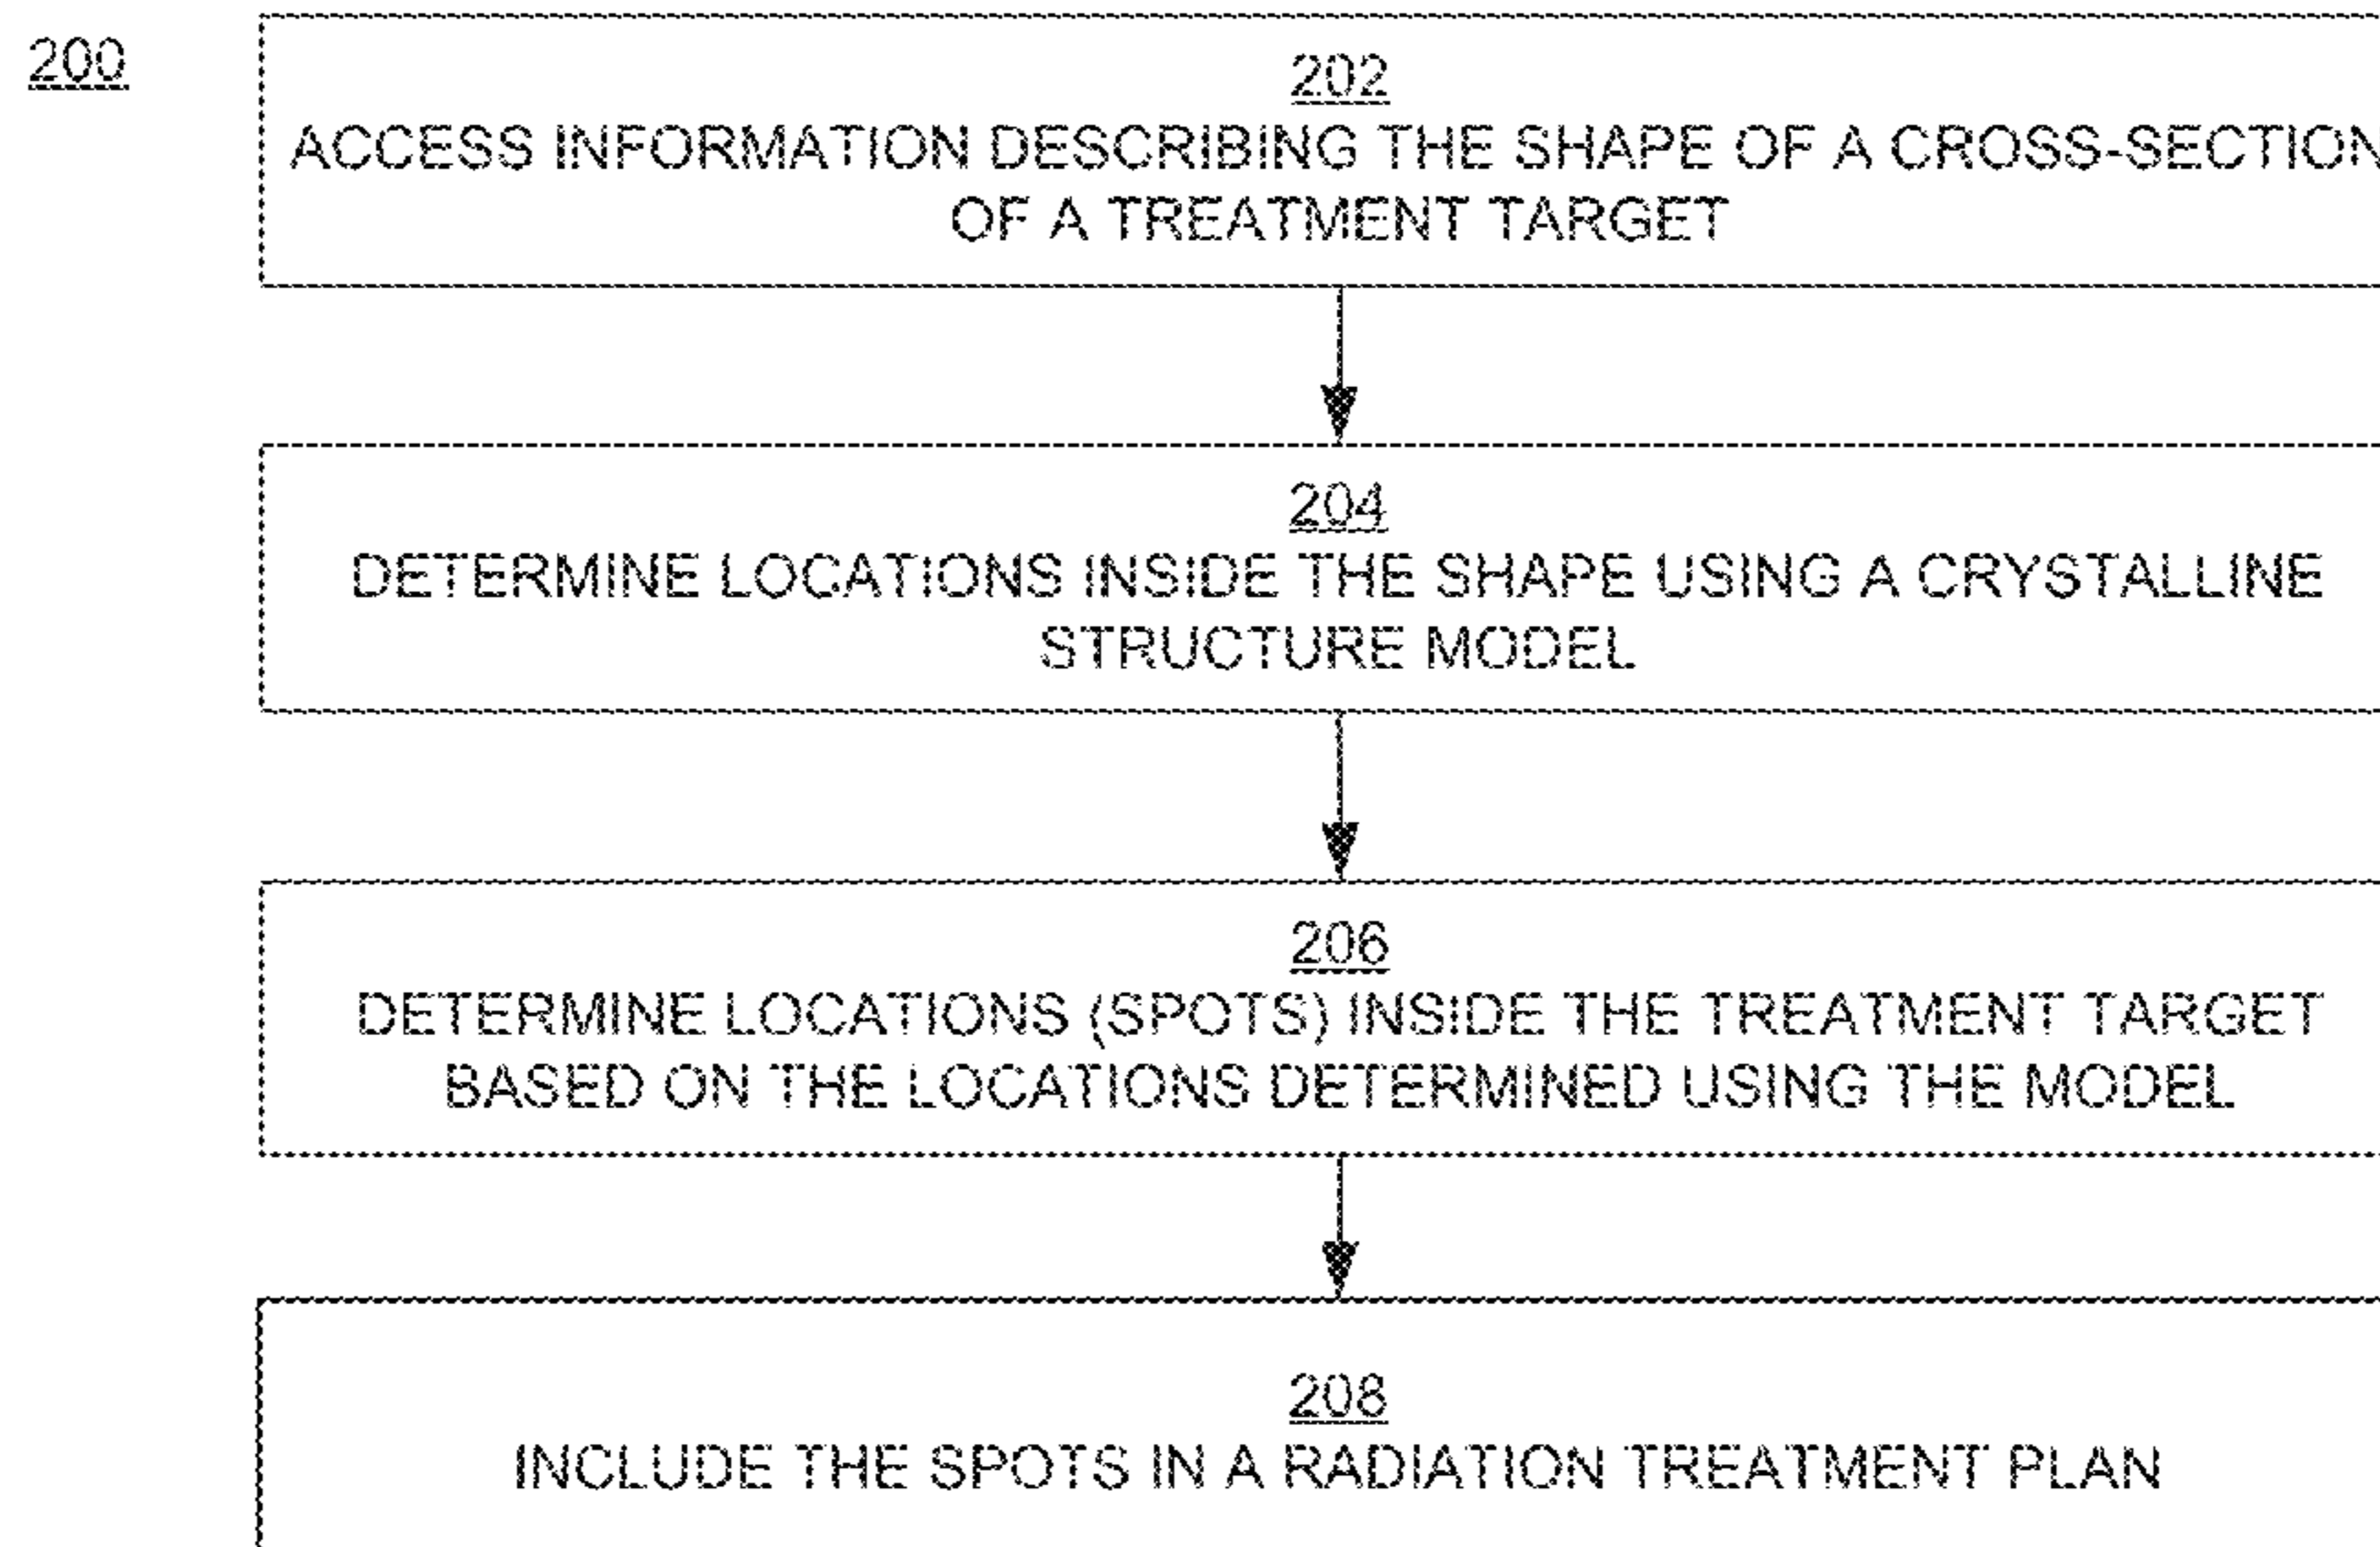 200
202
ACCESS INFORMATION DESCRIBING THE SHAPE OF A CROSS-SECTION
OF A TREATMENT TARGET
204
DETERMINE LOCATIONS INSIDE THE SHAPE USING A CRYSTALLINE
STRUCTURE MODEL
206
DETERMINE LOCATIONS (SPOTS) INSIDE THE TREATMENT TARGET
BASED ON THE LOCATIONS DETERMINED USING THE MODEL
208
INCLUDE THE SPOTS IN A RADIATION TREATMENT PLAN